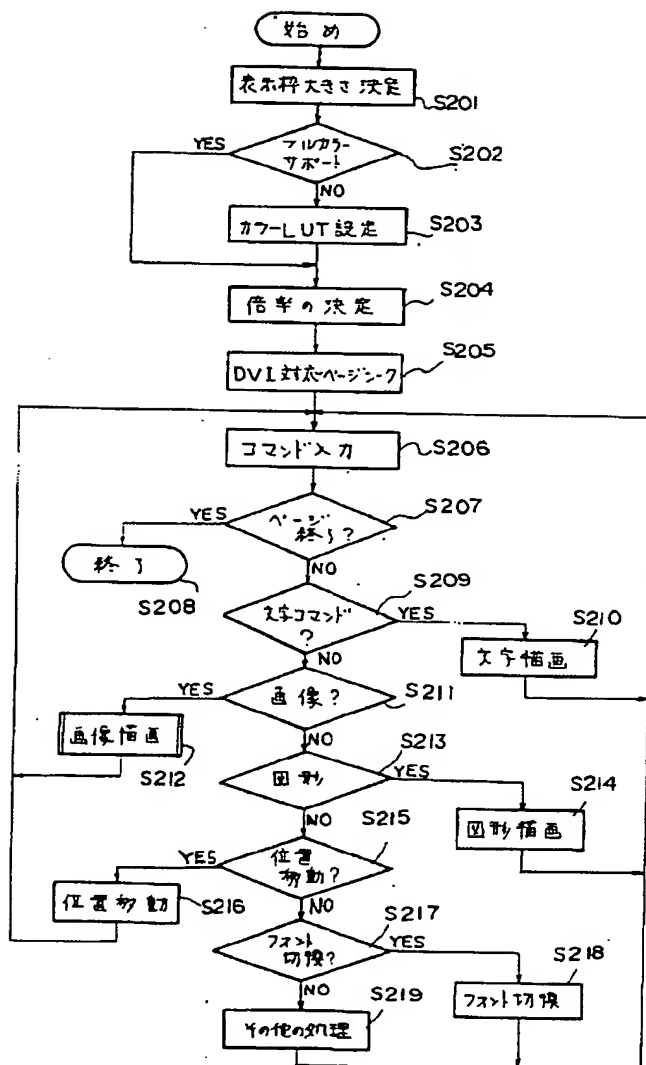 始め
表示枠大きさ決定
S201
フルカラー
サポート
S202
YES
NO
カラーLUT設定
S203
倍率の決定
S204
DVI対応ページシーク
S205
コマンド入力
S206
ページ
終了?
S207
YES
NO
終了
S208
文字コマンド
?
S209
YES
NO
文字描画
S210
画像?
S211
YES
NO
画像描画
S212
図形
S213
YES
NO
図形描画
S214
位置
移動?
S215
YES
NO
位置移動
S216
フォント
切換?
S217
YES
NO
フォント切換
S218
その他の処理
S219